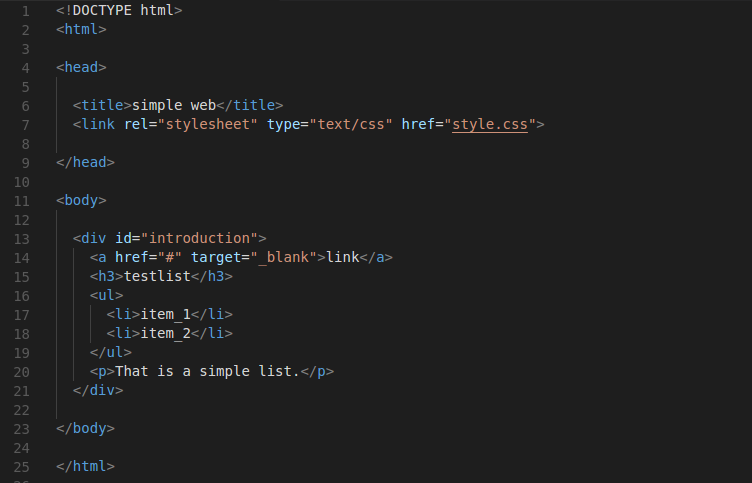 1 <!DOCTYPE html>
2 <html>
3
4 <head>
5
6 <title>simple web</title>
7 <link rel="stylesheet" type="text/css" href="style.css">
8
9 </head>
10
11 <body>
12
13 <div id="introduction">
14 <a href="#" target="_blank">link</a>
15 <h3>testlist</h3>
16 <ul>
17 <li>item_1</li>
18 <li>item_2</li>
19 </ul>
20 <p>That is a simple list.</p>
21 </div>
22
23 </body>
24
25 </html>